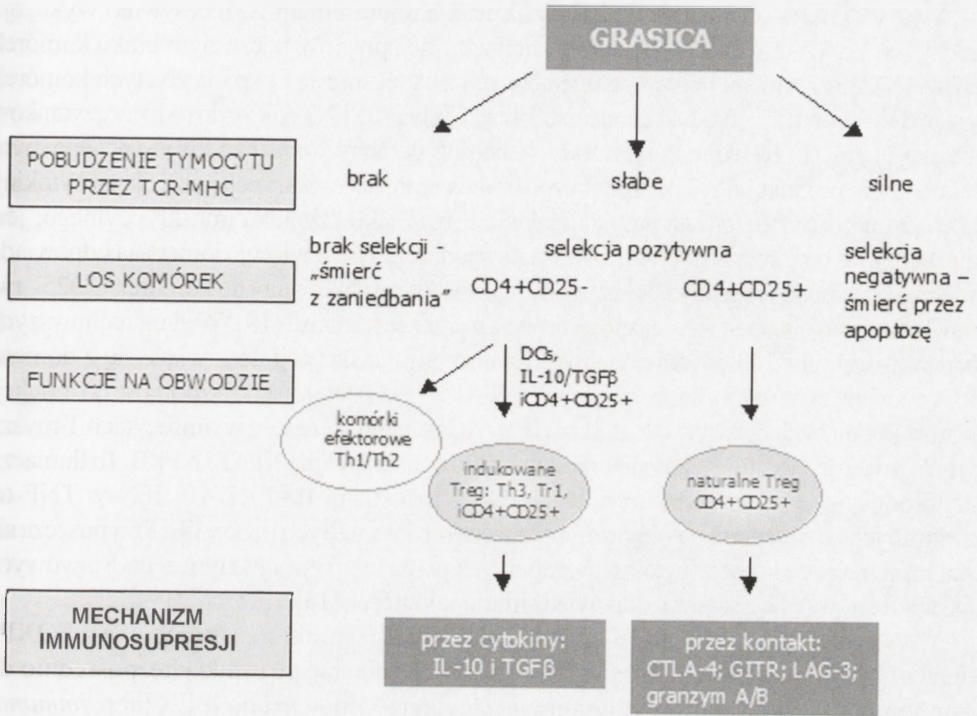 GRASICA
POBUDZENIE TYMOCYTU
PRZEZ TCR-MHC
brak
słabe
silne
LOS KOMÓREK
brak selekcji -
„śmierć
z zaniedbania“
selekcja pozytywna
CD4+CD25-
CD4+CD25+
selekcja
negatywna –
śmierć przez
apoptozę
FUNKCJE NA OBWODZIE
DCs,
IL-10/TGFβ
iCD4+CD25+
komórki
efektorowe
Th1/Th2
indukowane
Treg: Th3, Tr1,
iCD4+CD25+
naturalne Treg
CD4+CD25+
MECHANIZM
IMMUNOSUPRESJI
przez cytokiny:
IL-10 i TGFβ
przez kontakt:
CTLA-4; GITR; LAG-3;
granzym A/B